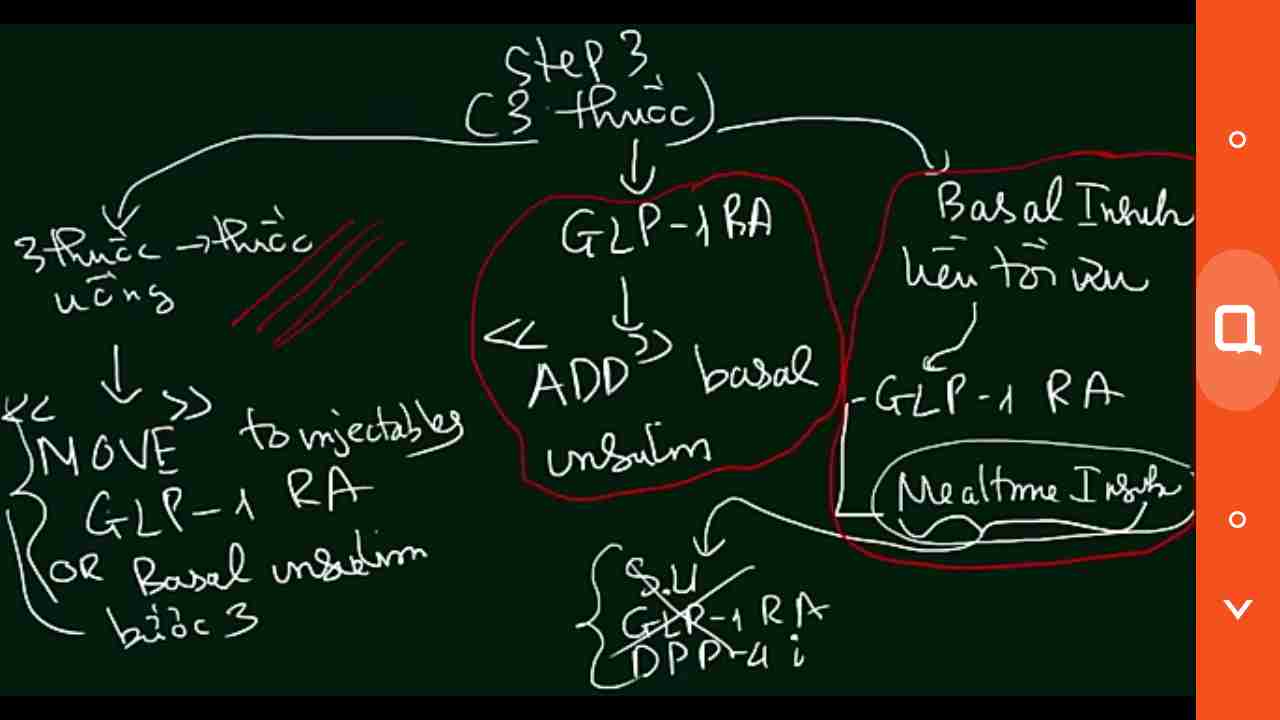 Step 3
(3 thuốc)
3 thuốc → thuốc
uống
<< MOVE >> to injectables
GLP-1 RA
OR Basal insulin
bước 3
GLP-1 RA
<< ADD >> basal
insulin
Basal Insulin
liều tối ưu
- GLP-1 RA
Mealtime Insulin
S.U
GLP-1 RA
DPP-4 i